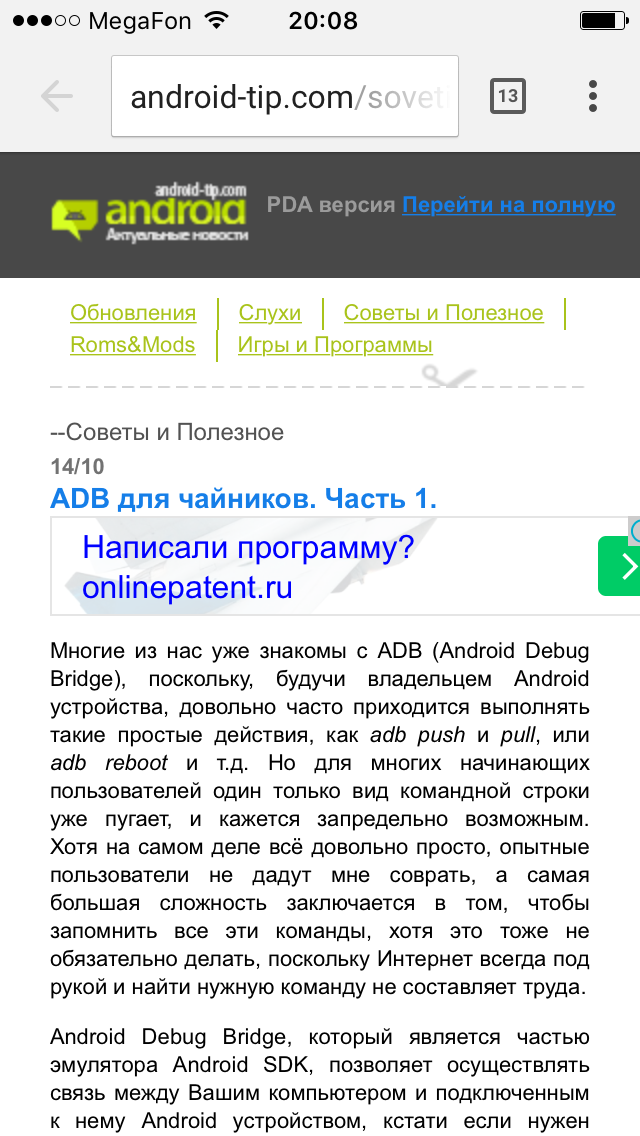 MegaFon 20:08
android-tip.com/soveti
13
android-tip.com
android
Актуальные новости
PDA версия Перейти на полную
Обновления Слухи Советы и Полезное
Roms&Mods Игры и Программы
--Советы и Полезное
14/10
ADB для чайников. Часть 1.
Написали программу?
onlinepatent.ru
Многие из нас уже знакомы с ADB (Android Debug
Bridge), поскольку, будучи владельцем Android
устройства, довольно часто приходится выполнять
такие простые действия, как adb push и pull, или
adb reboot и т.д. Но для многих начинающих
пользователей один только вид командной строки
уже пугает, и кажется запредельно возможным.
Хотя на самом деле всё довольно просто, опытные
пользователи не дадут мне соврать, а самая
большая сложность заключается в том, чтобы
запомнить все эти команды, хотя это тоже не
обязательно делать, поскольку Интернет всегда под
рукой и найти нужную команду не составляет труда.
Android Debug Bridge, который является частью
эмулятора Android SDK, позволяет осуществлять
связь между Вашим компьютером и подключенным
к нему Android устройством, кстати если нужен